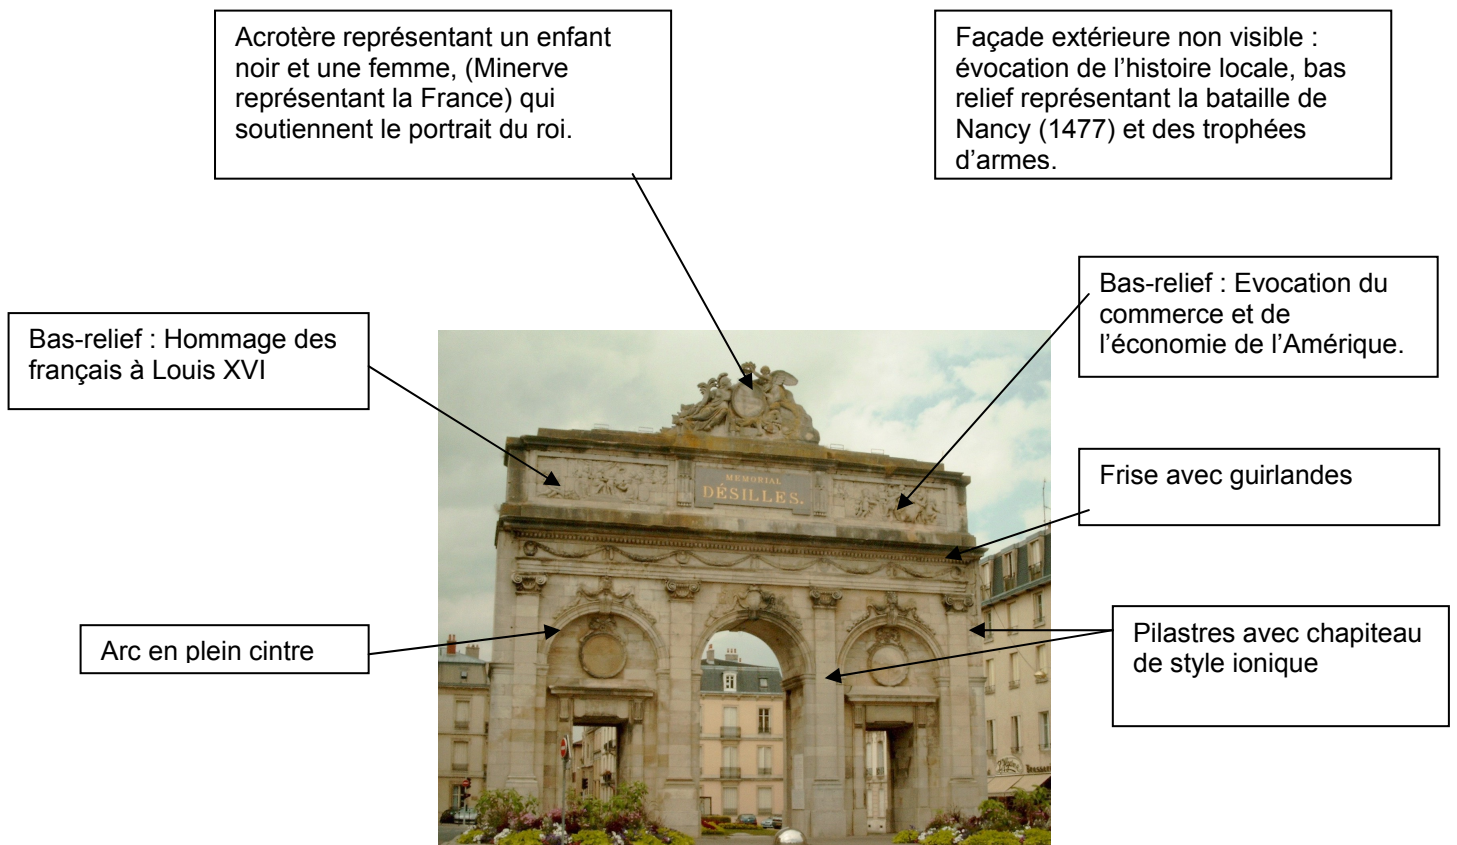 Acrotère représentant un enfant
noir et une femme, (Minerve
représentant la France) qui
soutiennent le portrait du roi.
Façade extérieure non visible :
évocation de l’histoire locale, bas
relief représentant la bataille de
Nancy (1477) et des trophées
d’armes.
Bas-relief : Evocation du
commerce et de
l’économie de l’Amérique.
Bas-relief : Hommage des
français à Louis XVI
Frise avec guirlandes
MEMORIAL
DÉSILLES.
Arc en plein cintre
Pilastres avec chapiteau
de style ionique